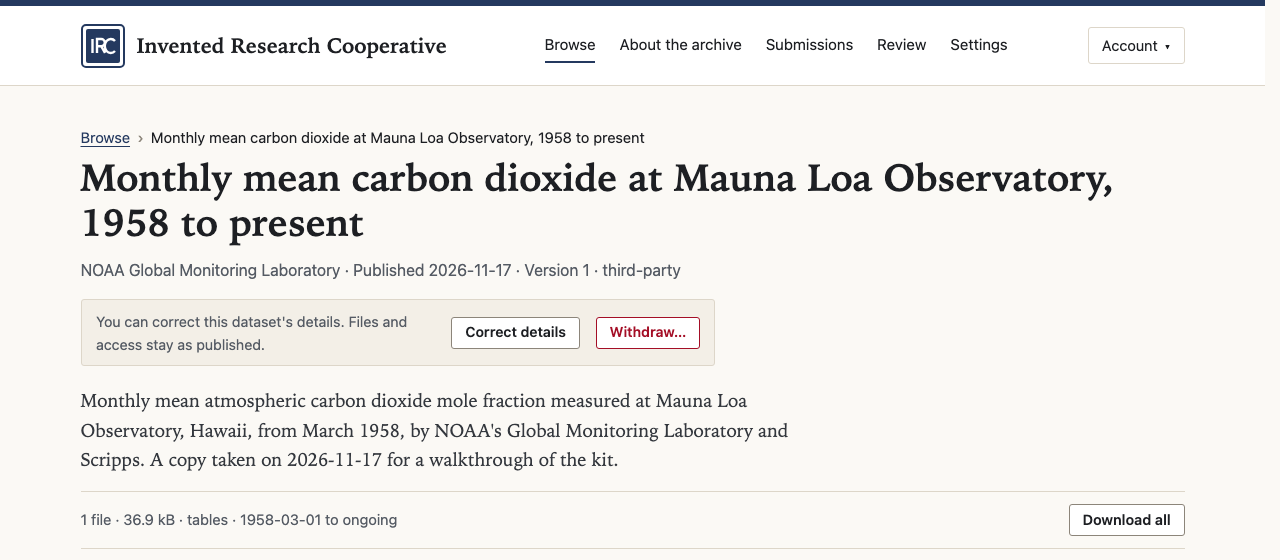 IRC Invented Research Cooperative
Browse About the archive Submissions Review Settings Account ▾
Browse › Monthly mean carbon dioxide at Mauna Loa Observatory, 1958 to present
Monthly mean carbon dioxide at Mauna Loa Observatory,
1958 to present
NOAA Global Monitoring Laboratory · Published 2026-11-17 · Version 1 · third-party
You can correct this dataset's details. Files and
access stay as published.
Correct details Withdraw...
Monthly mean atmospheric carbon dioxide mole fraction measured at Mauna Loa
Observatory, Hawaii, from March 1958, by NOAA's Global Monitoring Laboratory and
Scripps. A copy taken on 2026-11-17 for a walkthrough of the kit.
1 file · 36.9 kB · tables · 1958-03-01 to ongoing
Download all